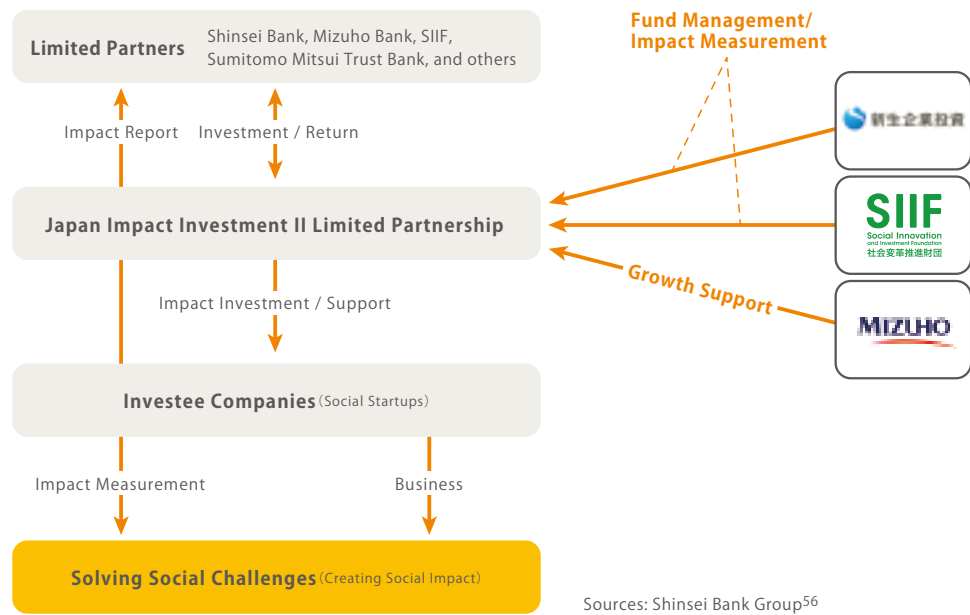 Limited Partners
Shinsei Bank, Mizuho Bank, SIIF,
Sumitomo Mitsui Trust Bank, and others
Fund Management/
Impact Measurement
Impact Report
Investment / Return
新生企業投資
Japan Impact Investment II Limited Partnership
SIIF
Social Innovation
and Investment Foundation
社会変革推進財団
Growth Support
Impact Investment / Support
MIZUHO
Investee Companies (Social Startups)
Impact Measurement
Business
Solving Social Challenges (Creating Social Impact)
Sources: Shinsei Bank Group56